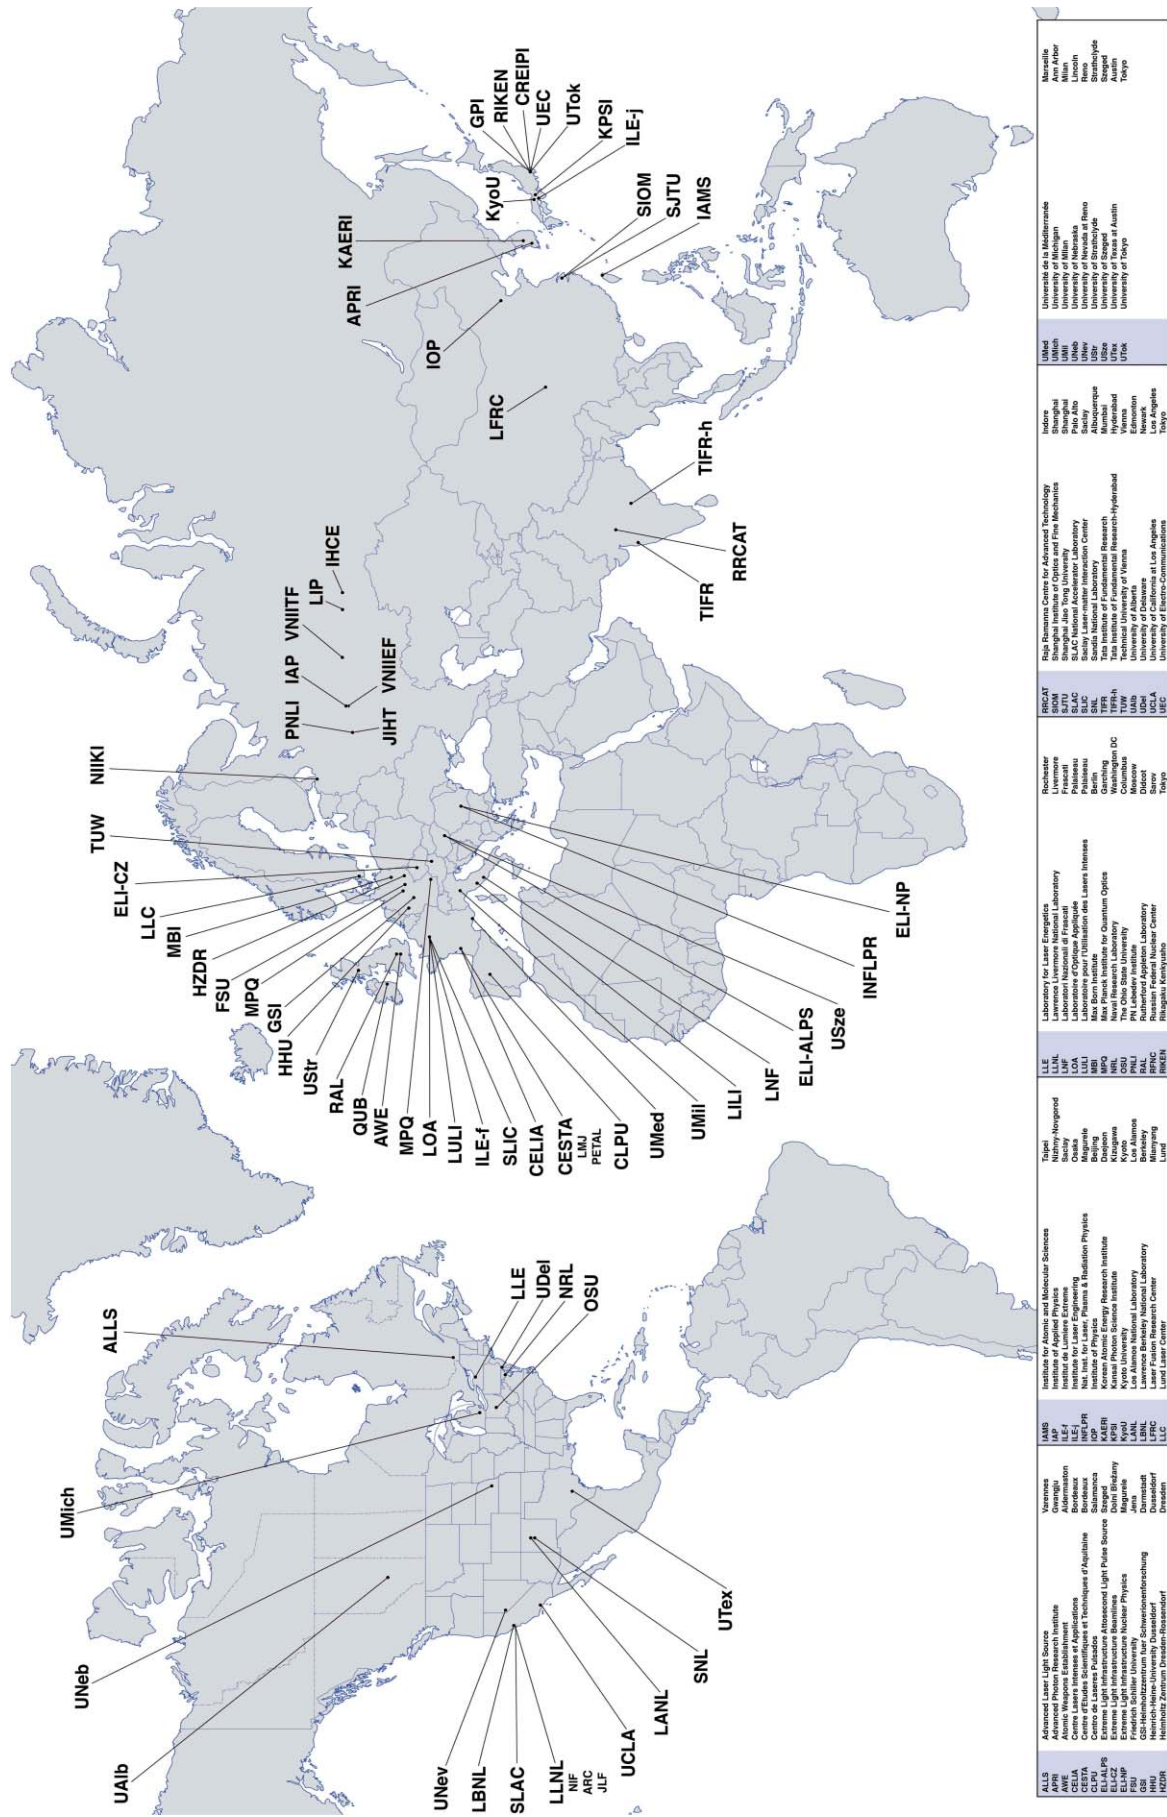 UAlb
UNeb
UMich
ALLS
UNev
LBNL
SLAC
LLNL
NIF
ARC
JLF
UCLA
LANL
SNL
UTex
LLE
UDel
NRL
OSU
NIIKI
TUW
ELI-CZ
LLC
MBI
HZDR
FSU
MPQ
GSI
HHU
UStr
RAL
QUB
AWE
MPQ
LOA
LULI
ILE-f
SLIC
CELIA
CESTA
LMJ
PETAL
CLPU
UMed
UMil
LILI
LNF
ELI-ALPS
USze
INFLPR
ELI-NP
PNLI
IAP
VNIITF
LIP
IHCE
JIHT
VNIIEF
TIFR
RRCAT
TIFR-h
LFRC
IOP
APRI
KAERI
KyoU
GPI
RIKEN
CREIPI
UEC
UTok
KPSI
ILE-j
SIOM
SJTU
IAMS
ALLS Advanced Laser Light Source Varennes
APRI Advanced Photon Research Institute Gwangju
AWE Atomic Weapons Establishment Aldermaston
CELIA Centre Lasers Intenses et Applications Bordeaux
CESTA Centre d'Etudes Scientifiques et Techniques d'Aquitaine Bordeaux
CLPU Centro de Laseres Pulsados Salamanca
ELI-ALPS Extreme Light Infrastructure Attosecond Light Pulse Source Szeged
ELI-CZ Extreme Light Infrastructure Beamlines Dolní Břežany
ELI-NP Extreme Light Infrastructure Nuclear Physics Magurele
FSU Friedrich Schiller University Jena
GSI GSI-Helmholtzzentrum fuer Schwerionenforschung Darmstadt
HHU Heinrich-Heine-University Dusseldorf Dusseldorf
HZDR Helmholtz Zentrum Dresden-Rossendorf Dresden
IAMS Institute for Atomic and Molecular Sciences Taipei
IAP Institute of Applied Physics Nizhny-Novgorod
ILE-f Institut de Lumiere Extreme Saclay
ILE-j Institute for Laser Engineering Osaka
INFLPR Nat. Inst. for Laser, Plasma & Radiation Physics Magurele
IOP Institute of Physics Beijing
KAERI Korean Atomic Energy Research Institute Daejeon
KPSI Kansai Photon Science Institute Kizugawa
KyoU Kyoto University Kyoto
LANL Los Alamos National Laboratory Los Alamos
LBNL Lawrence Berkeley National Laboratory Berkeley
LFRC Laser Fusion Research Center Mianyang
LLC Lund Laser Center Lund
LLE Laboratory for Laser Energetics Rochester
LLNL Lawrence Livermore National Laboratory Livermore
LNF Laboratori Nazionali di Frascati Frascati
LOA Laboratoire d'Optique Appliquée Palaiseau
LULI Laboratoire pour l'Utilisation des Lasers Intenses Palaiseau
MBI Max Born Institute Berlin
MPQ Max Planck Institute for Quantum Optics Garching
NRL Naval Research Laboratory Washington DC
OSU The Ohio State University Columbus
PNLI PN Lebedev Institute Moscow
RAL Rutherford Appleton Laboratory Didcot
RFNC Russian Federal Nuclear Center Sarov
RIKEN Rikagaku Kenkyusho Tokyo
RRCAT Raja Ramanna Centre for Advanced Technology Indore
SIOM Shanghai Institute of Optics and Fine Mechanics Shanghai
SJTU Shanghai Jiao Tong University Shanghai
SLAC SLAC National Accelerator Laboratory Palo Alto
SLIC Saclay Laser-matter Interaction Center Saclay
SNL Sandia National Laboratory Albuquerque
TIFR Tata Institute of Fundamental Research Mumbai
TIFR-h Tata Institute of Fundamental Research-Hyderabad Hyderabad
TUW Technical University of Vienna Vienna
UAlb University of Alberta Edmonton
UDel University of Delaware Newark
UCLA University of California at Los Angeles Los Angeles
UEC University of Electro-Communications Tokyo
UMed Université de la Méditerranée Marseille
UMich University of Michigan Ann Arbor
UMil University of Milan Milan
UNeb University of Nebraska Lincoln
UNev University of Nevada at Reno Reno
UStr University of Strathclyde Strathclyde
USze University of Szeged Szeged
UTex University of Texas at Austin Austin
UTok University of Tokyo Tokyo